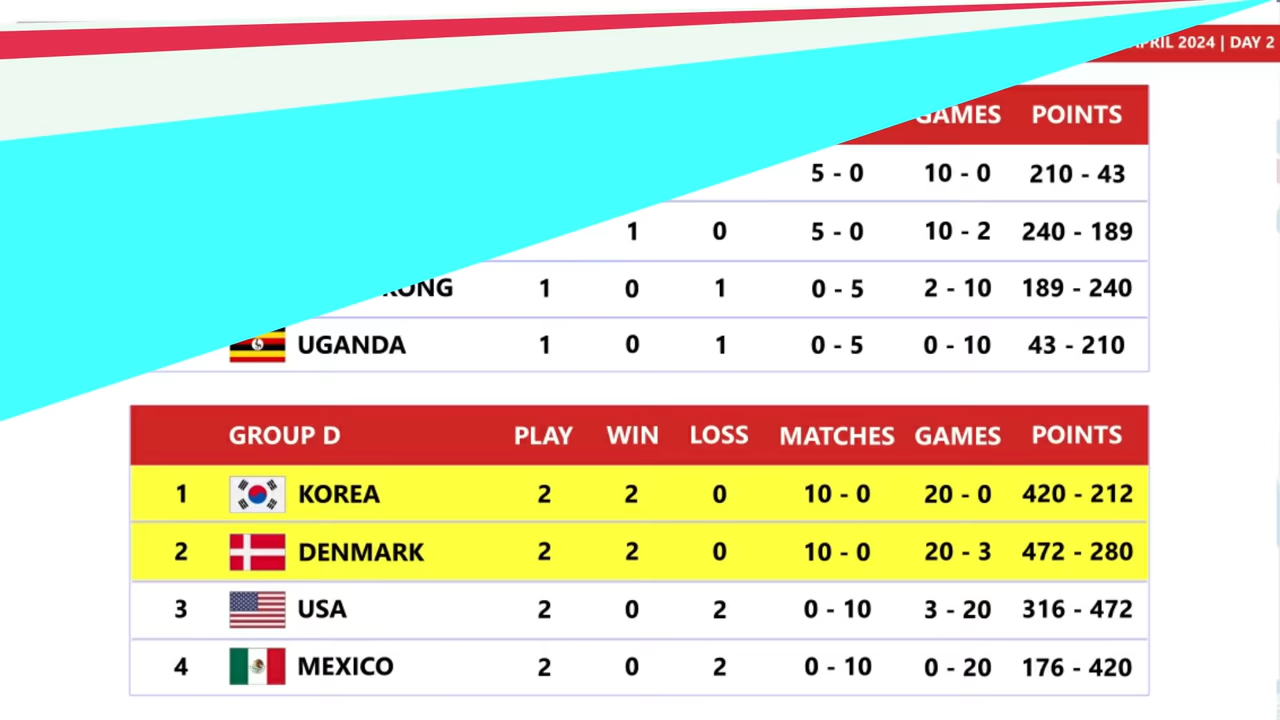 APRIL 2024 | DAY 2
GAMES POINTS
5 - 0 10 - 0 210 - 43
1 0 5 - 0 10 - 2 240 - 189
1 0 1 0 - 5 2 - 10 189 - 240
UGANDA 1 0 1 0 - 5 0 - 10 43 - 210
GROUP D PLAY WIN LOSS MATCHES GAMES POINTS
1 KOREA 2 2 0 10 - 0 20 - 0 420 - 212
2 DENMARK 2 2 0 10 - 0 20 - 3 472 - 280
3 USA 2 0 2 0 - 10 3 - 20 316 - 472
4 MEXICO 2 0 2 0 - 10 0 - 20 176 - 420